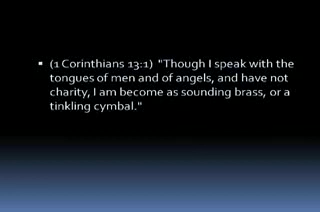 ▪ (1 Corinthians 13:1)  "Though I speak with the
tongues of men and of angels, and have not
charity, I am become as sounding brass, or a
tinkling cymbal."